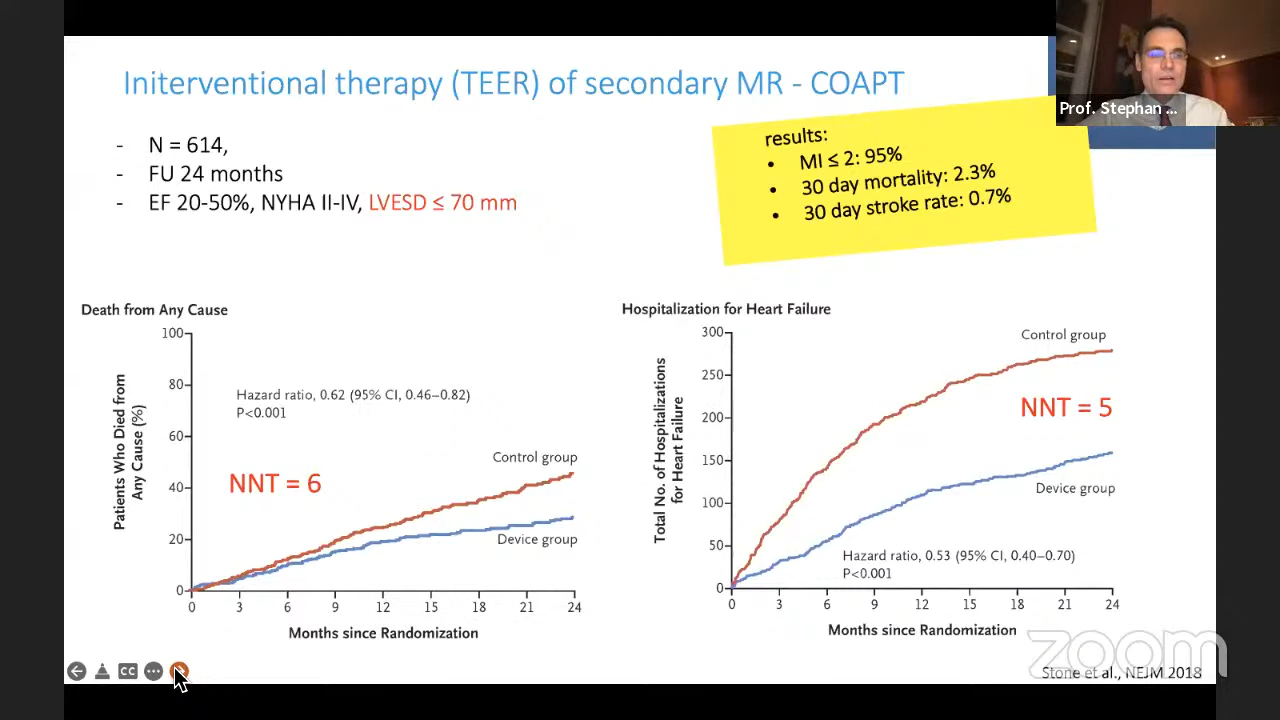 Initerventional therapy (TEER) of secondary MR - COAPT
Prof. Stephan ...
- N = 614,
- FU 24 months
- EF 20-50%, NYHA II-IV, LVESD ≤ 70 mm
results:
• MI ≤ 2: 95%
• 30 day mortality: 2.3%
• 30 day stroke rate: 0.7%
Death from Any Cause
Patients Who Died from
Any Cause (%)
100
80
60
40
20
0
Hazard ratio, 0.62 (95% CI, 0.46–0.82)
P<0.001
NNT = 6
Control group
Device group
0 3 6 9 12 15 18 21 24
Months since Randomization
Hospitalization for Heart Failure
Total No. of Hospitalizations
for Heart Failure
300
250
200
150
100
50
0
Control group
NNT = 5
Device group
Hazard ratio, 0.53 (95% CI, 0.40–0.70)
P<0.001
0 3 6 9 12 15 18 21 24
Months since Randomization
zoom
Stone et al., NEJM 2018
CC